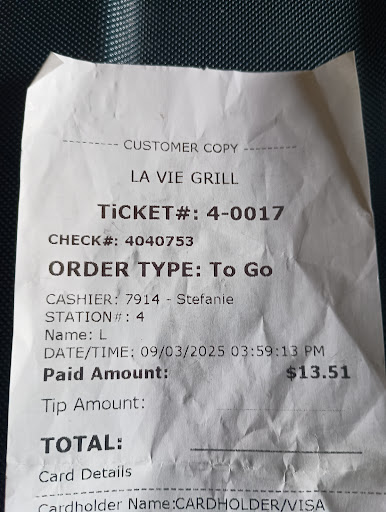 --------- CUSTOMER COPY ---------
LA VIE GRILL
TiCKET#: 4-0017
CHECK#: 4040753
ORDER TYPE: To Go
CASHIER: 7914 - Stefanie
STATION#: 4
Name: L
DATE/TIME: 09/03/2025 03:59:13 PM
Paid Amount: $13.51
Tip Amount:
TOTAL:
Card Details
Cardholder Name:CARDHOLDER/VISA